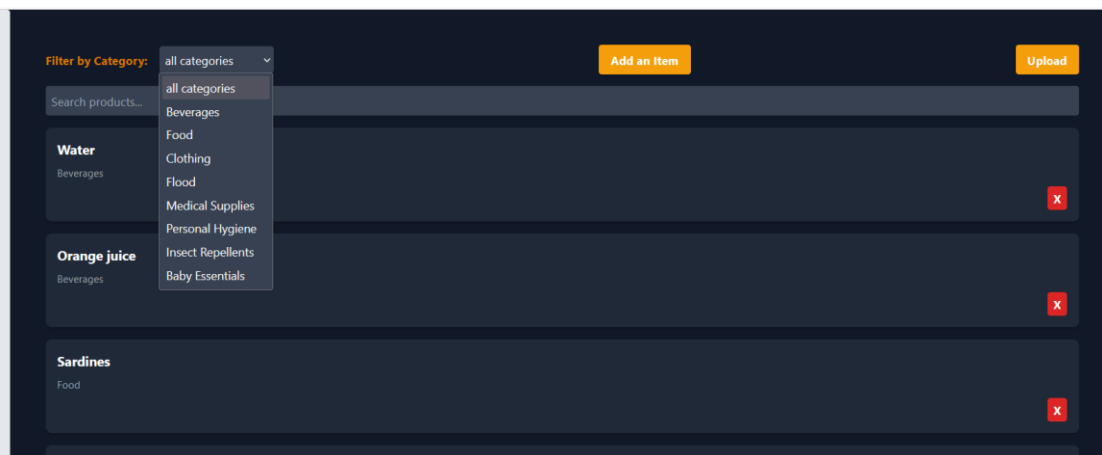 Filter by Category: all categories Add an Item Upload
all categories
Beverages
Food
Clothing
Flood
Medical Supplies
Personal Hygiene
Insect Repellents
Baby Essentials
Search products...
Water
Beverages
X
Orange juice
Beverages
X
Sardines
Food
X